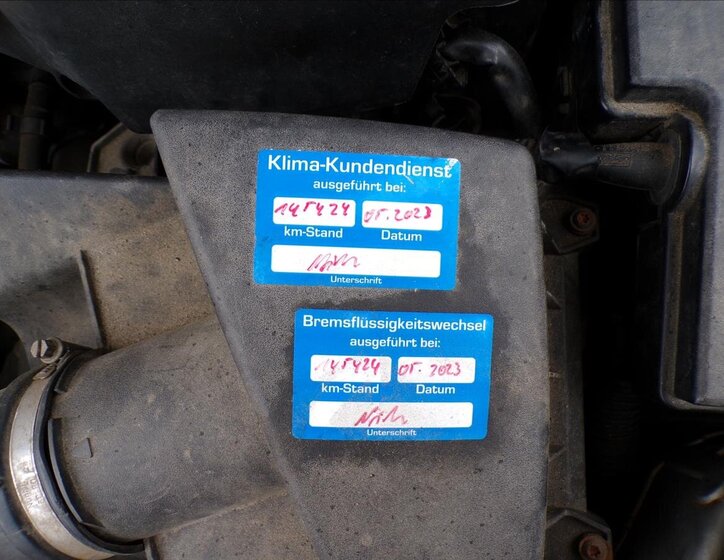 Klima-Kundendienst
ausgeführt bei:
145424 05.2023
km-Stand Datum
Unterschrift
Bremsflüssigkeitswechsel
ausgeführt bei:
145424 05.2023
km-Stand Datum
Unterschrift